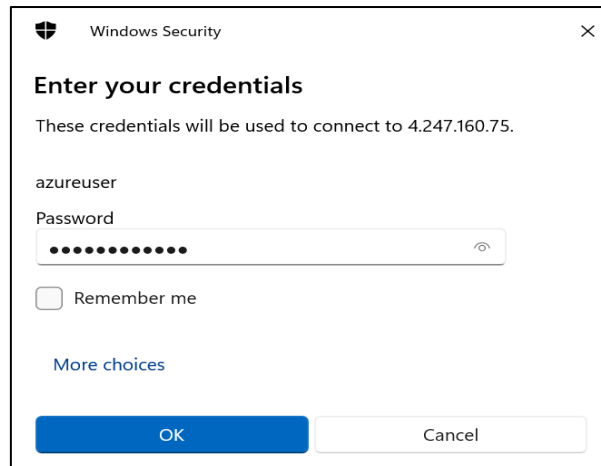 Windows Security
Enter your credentials
These credentials will be used to connect to 4.247.160.75.
azureuser
Password
●●●●●●●●●●●●
Remember me
More choices
OK Cancel